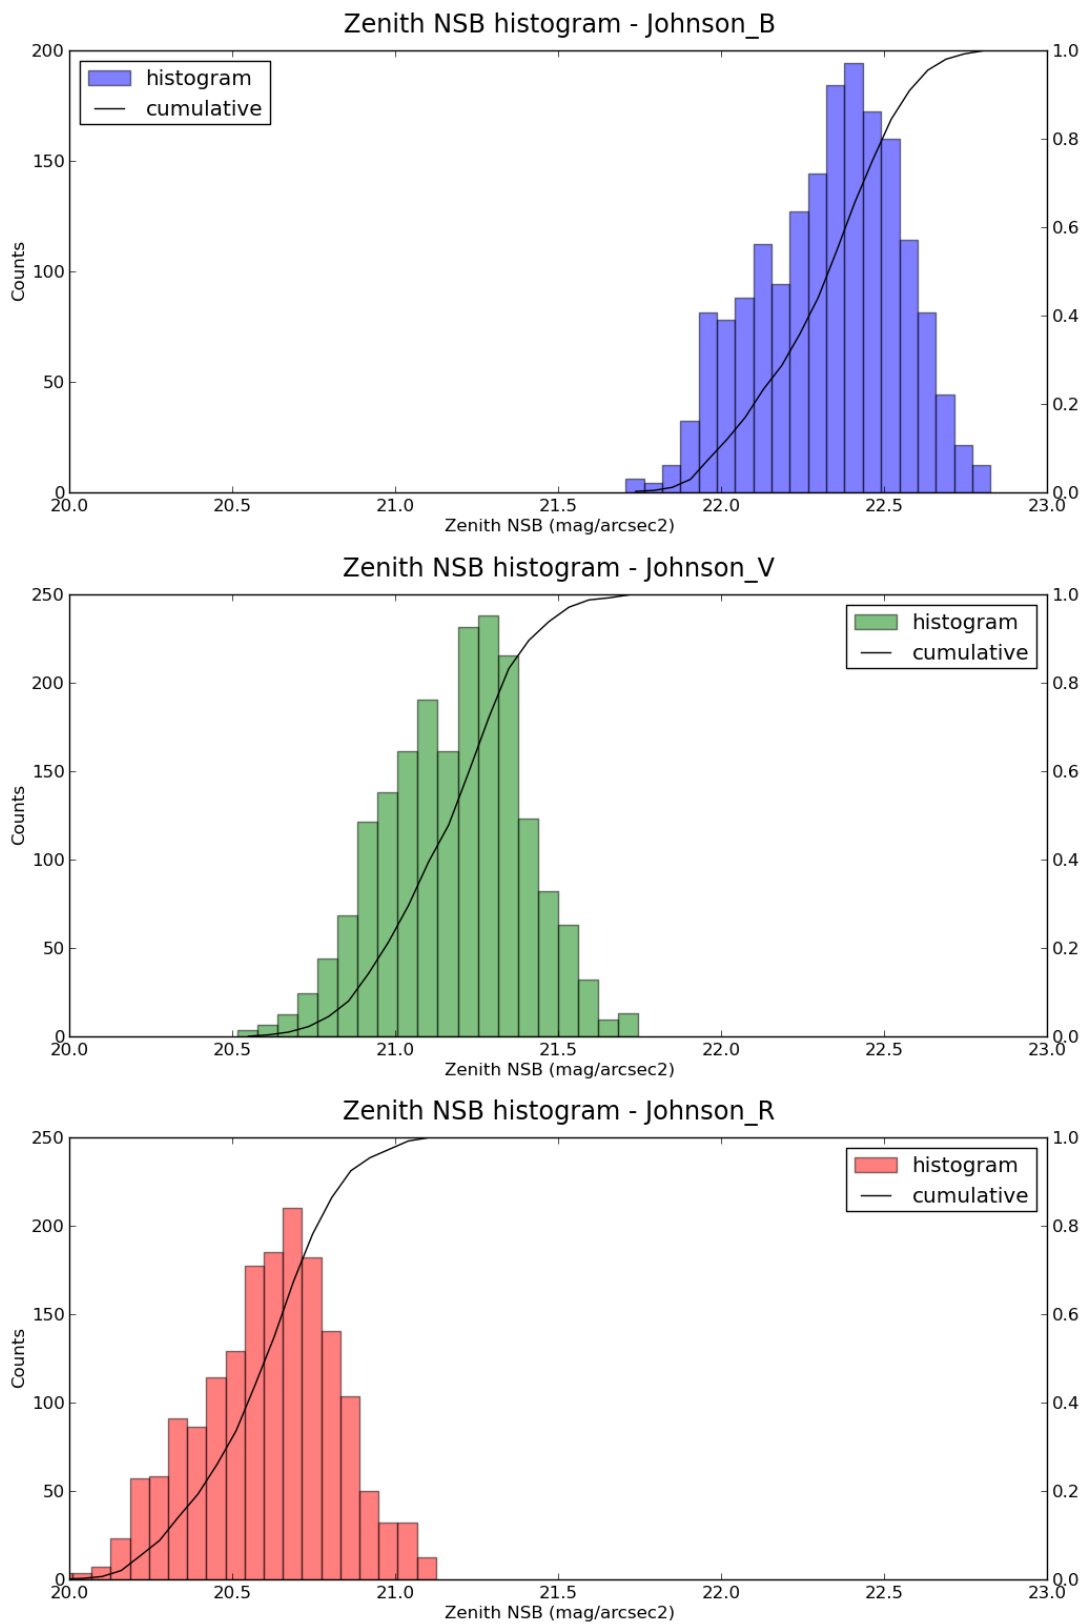 Zenith NSB histogram - Johnson_B
histogram
cumulative
200
150
100
50
0
1.0
0.8
0.6
0.4
0.2
0.0
Counts
20.0 20.5 21.0 21.5 22.0 22.5 23.0
Zenith NSB (mag/arcsec2)
Zenith NSB histogram - Johnson_V
histogram
cumulative
250
200
150
100
50
0
1.0
0.8
0.6
0.4
0.2
0.0
Counts
20.0 20.5 21.0 21.5 22.0 22.5 23.0
Zenith NSB (mag/arcsec2)
Zenith NSB histogram - Johnson_R
histogram
cumulative
250
200
150
100
50
0
1.0
0.8
0.6
0.4
0.2
0.0
Counts
20.0 20.5 21.0 21.5 22.0 22.5 23.0
Zenith NSB (mag/arcsec2)